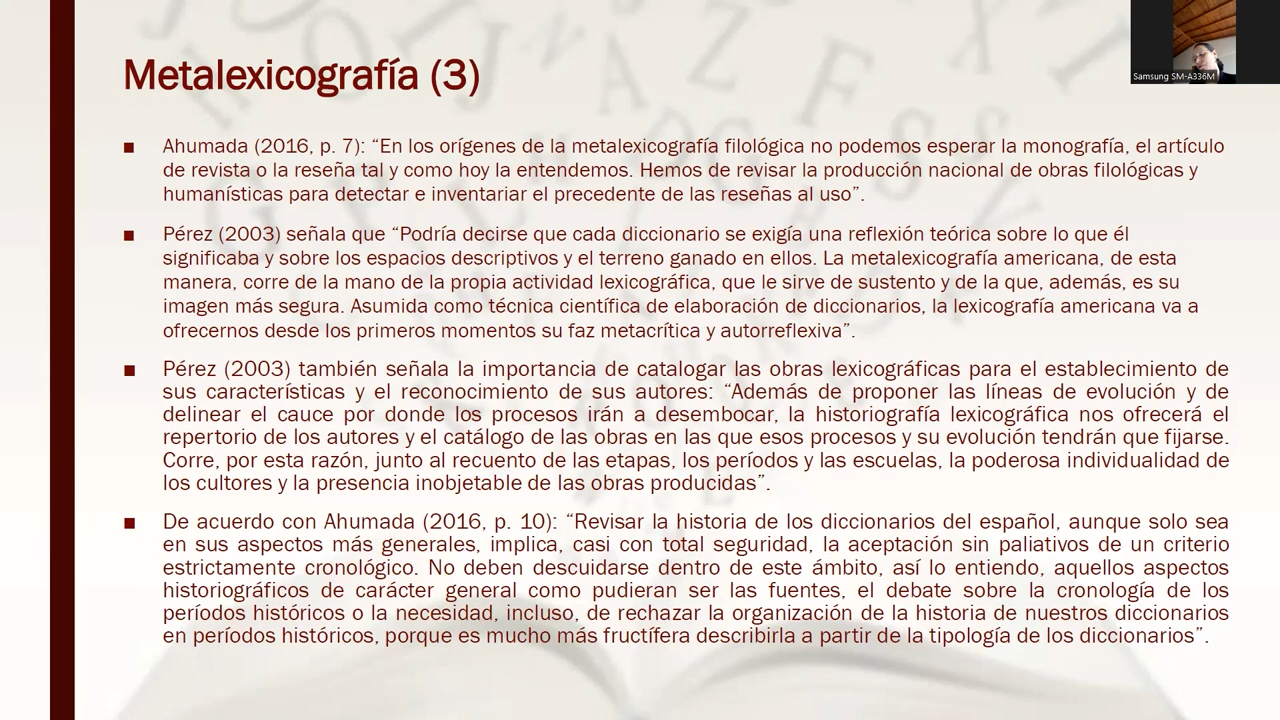 Metalexicografía (3)
Samsung SM-A336M
■ Ahumada (2016, p. 7): “En los orígenes de la metalexicografía filológica no podemos esperar la monografía, el artículo
de revista o la reseña tal y como hoy la entendemos. Hemos de revisar la producción nacional de obras filológicas y
humanísticas para detectar e inventariar el precedente de las reseñas al uso”.
■ Pérez (2003) señala que “Podría decirse que cada diccionario se exigía una reflexión teórica sobre lo que él
significaba y sobre los espacios descriptivos y el terreno ganado en ellos. La metalexicografía americana, de esta
manera, corre de la mano de la propia actividad lexicográfica, que le sirve de sustento y de la que, además, es su
imagen más segura. Asumida como técnica científica de elaboración de diccionarios, la lexicografía americana va a
ofrecernos desde los primeros momentos su faz metacrítica y autorreflexiva”.
■ Pérez (2003) también señala la importancia de catalogar las obras lexicográficas para el establecimiento de
sus características y el reconocimiento de sus autores: “Además de proponer las líneas de evolución y de
delinear el cauce por donde los procesos irán a desembocar, la historiografía lexicográfica nos ofrecerá el
repertorio de los autores y el catálogo de las obras en las que esos procesos y su evolución tendrán que fijarse.
Corre, por esta razón, junto al recuento de las etapas, los períodos y las escuelas, la poderosa individualidad de
los cultores y la presencia inobjetable de las obras producidas”.
■ De acuerdo con Ahumada (2016, p. 10): “Revisar la historia de los diccionarios del español, aunque solo sea
en sus aspectos más generales, implica, casi con total seguridad, la aceptación sin paliativos de un criterio
estrictamente cronológico. No deben descuidarse dentro de este ámbito, así lo entiendo, aquellos aspectos
historiográficos de carácter general como pudieran ser las fuentes, el debate sobre la cronología de los
períodos históricos o la necesidad, incluso, de rechazar la organización de la historia de nuestros diccionarios
en períodos históricos, porque es mucho más fructífera describirla a partir de la tipología de los diccionarios”.